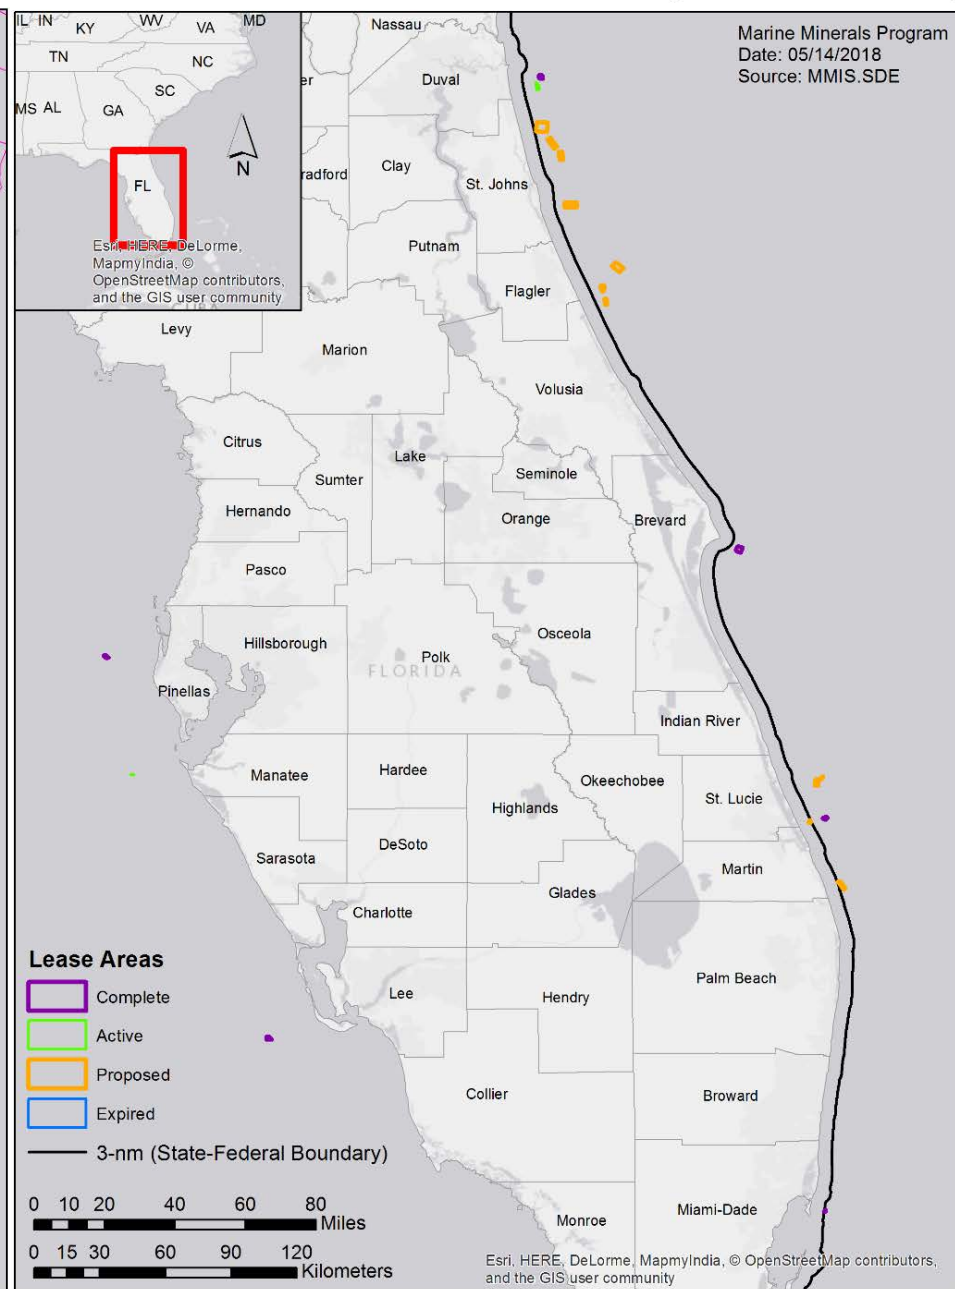 IL IN
KY
WV
VA
MD
TN
NC
SC
MS AL
GA
FL
N
Esri, HERE, DeLorme,
MapmyIndia, ©
OpenStreetMap contributors,
and the GIS user community
CUBA
Marine Minerals Program
Date: 05/14/2018
Source: MMIS.SDE
Nassau
Duval
er
Clay
radford
St. Johns
Putnam
Flagler
Levy
Marion
Volusia
Citrus
Lake
Sumter
Seminole
Hernando
Orange
Brevard
Pasco
Osceola
Hillsborough
Polk
FLORIDA
Pinellas
Indian River
Manatee
Hardee
Okeechobee
Highlands
St. Lucie
DeSoto
Sarasota
Martin
Glades
Charlotte
Palm Beach
Lee
Hendry
Collier
Broward
Miami-Dade
Monroe
Lease Areas
Complete
Active
Proposed
Expired
3-nm (State-Federal Boundary)
0 10 20 40 60 80
Miles
0 15 30 60 90 120
Kilometers
Esri, HERE, DeLorme, MapmyIndia, © OpenStreetMap contributors,
and the GIS user community